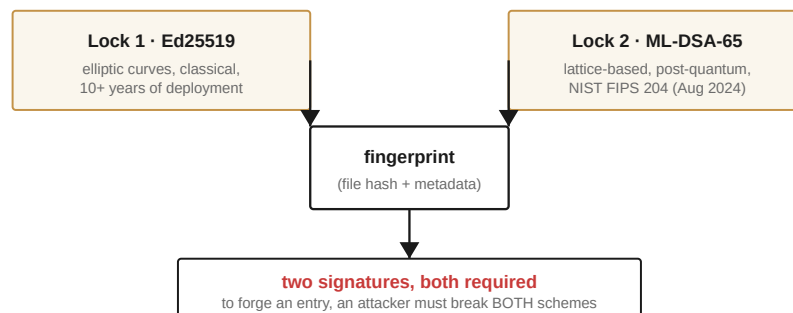 Lock 1 · Ed25519
elliptic curves, classical,
10+ years of deployment
Lock 2 · ML-DSA-65
lattice-based, post-quantum,
NIST FIPS 204 (Aug 2024)
fingerprint
(file hash + metadata)
two signatures, both required
to forge an entry, an attacker must break BOTH schemes